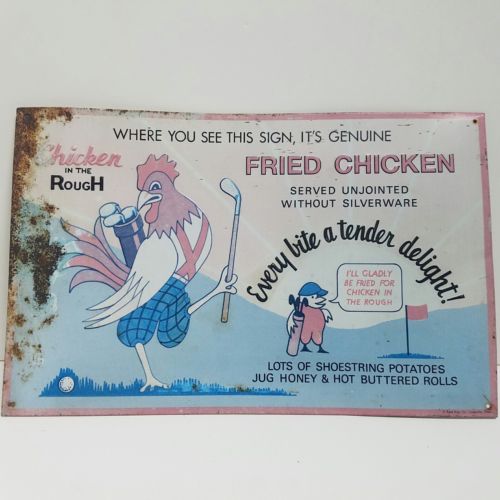 WHERE YOU SEE THIS SIGN, IT'S GENUINE
Chicken
IN THE
ROUGH
FRIED CHICKEN
SERVED UNJOINTED
WITHOUT SILVERWARE
Every bite a tender delight!
I'LL GLADLY
BE FRIED FOR
CHICKEN IN
THE ROUGH
LOTS OF SHOESTRING POTATOES
JUG HONEY & HOT BUTTERED ROLLS